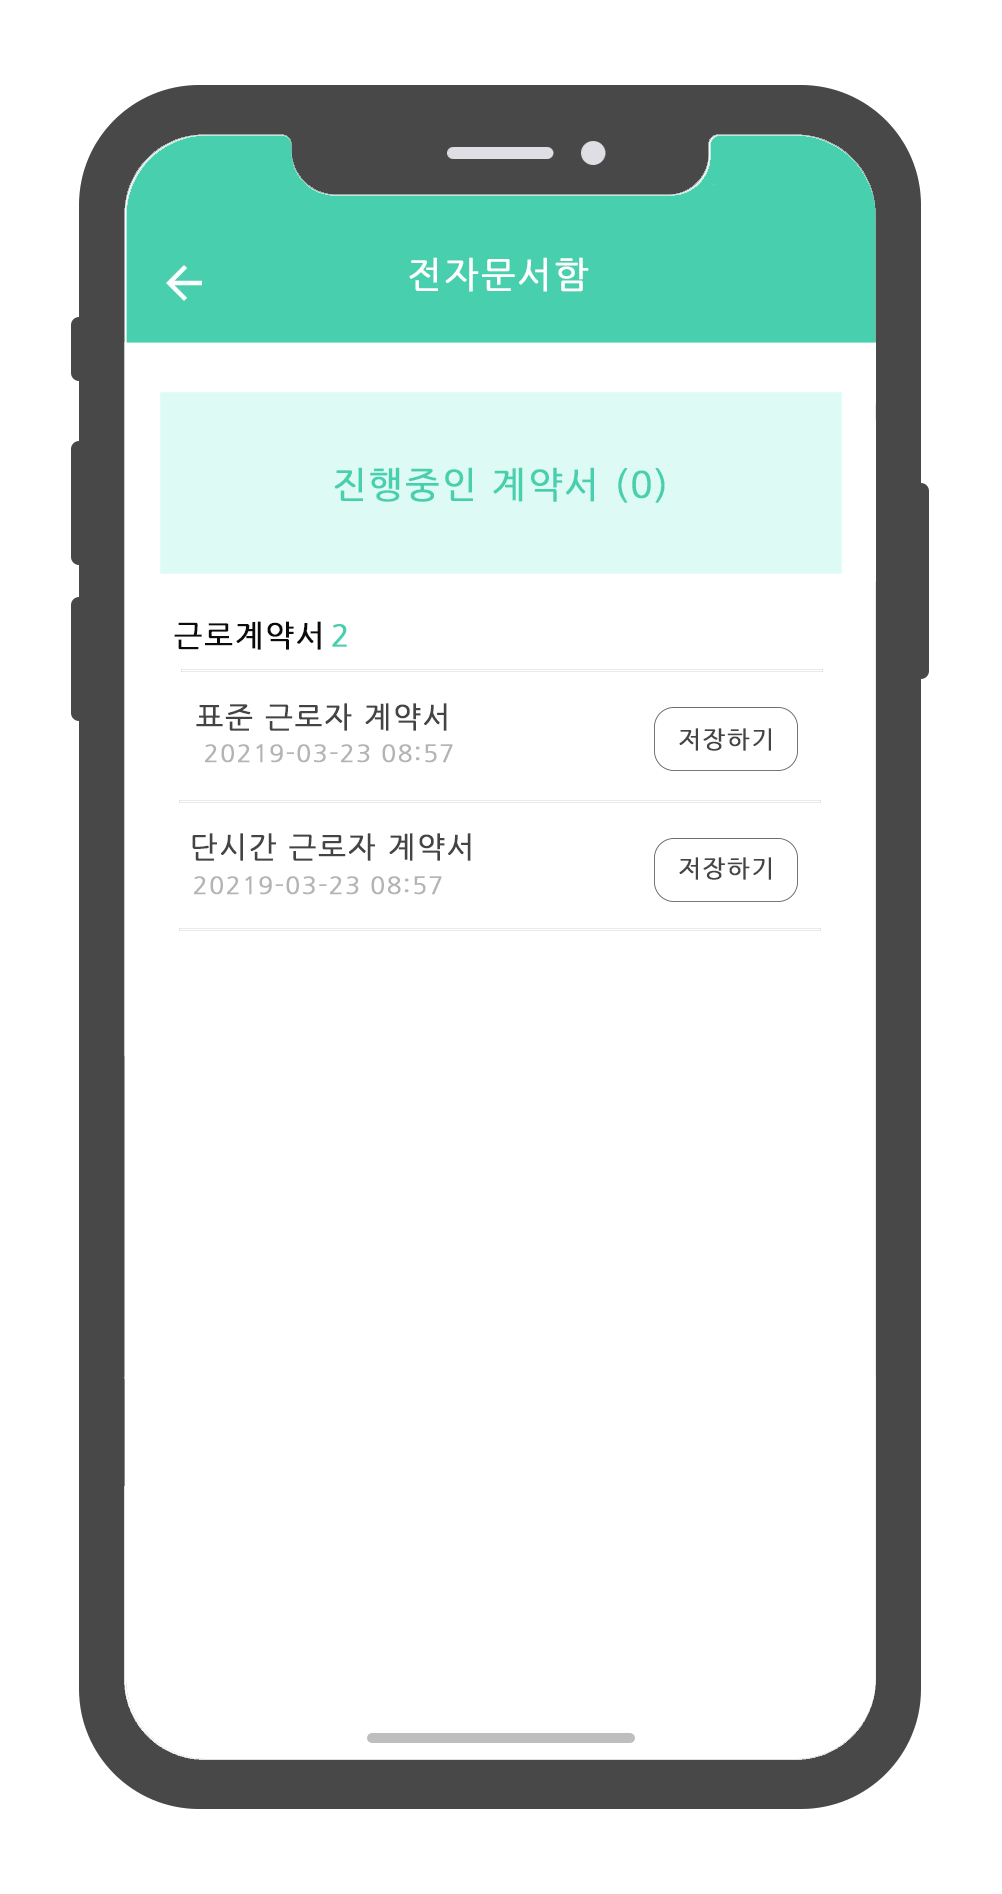 전자문서함
진행중인 계약서 (0)
근로계약서 2
표준 근로자 계약서
20219-03-23 08:57
저장하기
단시간 근로자 계약서
20219-03-23 08:57
저장하기